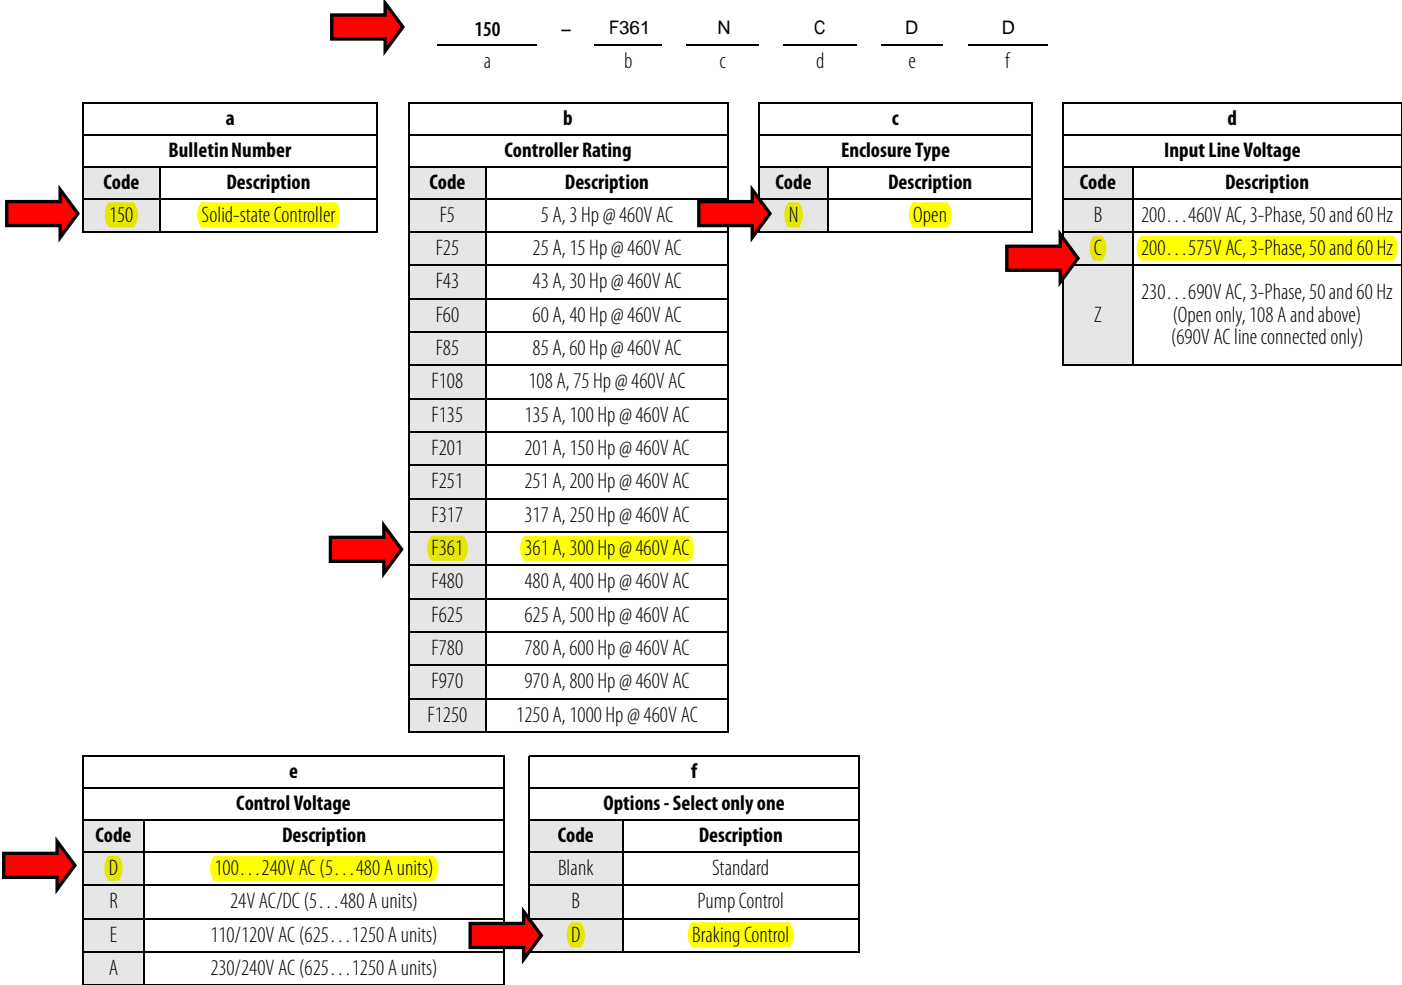 150 – F361 N C D D
a b c d e f
a
Bulletin Number
Code Description
150 Solid-state Controller
b
Controller Rating
Code Description
F5 5 A, 3 Hp @ 460V AC
F25 25 A, 15 Hp @ 460V AC
F43 43 A, 30 Hp @ 460V AC
F60 60 A, 40 Hp @ 460V AC
F85 85 A, 60 Hp @ 460V AC
F108 108 A, 75 Hp @ 460V AC
F135 135 A, 100 Hp @ 460V AC
F201 201 A, 150 Hp @ 460V AC
F251 251 A, 200 Hp @ 460V AC
F317 317 A, 250 Hp @ 460V AC
F361 361 A, 300 Hp @ 460V AC
F480 480 A, 400 Hp @ 460V AC
F625 625 A, 500 Hp @ 460V AC
F780 780 A, 600 Hp @ 460V AC
F970 970 A, 800 Hp @ 460V AC
F1250 1250 A, 1000 Hp @ 460V AC
c
Enclosure Type
Code Description
N Open
d
Input Line Voltage
Code Description
B 200...460V AC, 3-Phase, 50 and 60 Hz
C 200...575V AC, 3-Phase, 50 and 60 Hz
Z 230...690V AC, 3-Phase, 50 and 60 Hz
(Open only, 108 A and above)
(690V AC line connected only)
e
Control Voltage
Code Description
D 100...240V AC (5...480 A units)
R 24V AC/DC (5...480 A units)
E 110/120V AC (625...1250 A units)
A 230/240V AC (625...1250 A units)
f
Options - Select only one
Code Description
Blank Standard
B Pump Control
D Braking Control